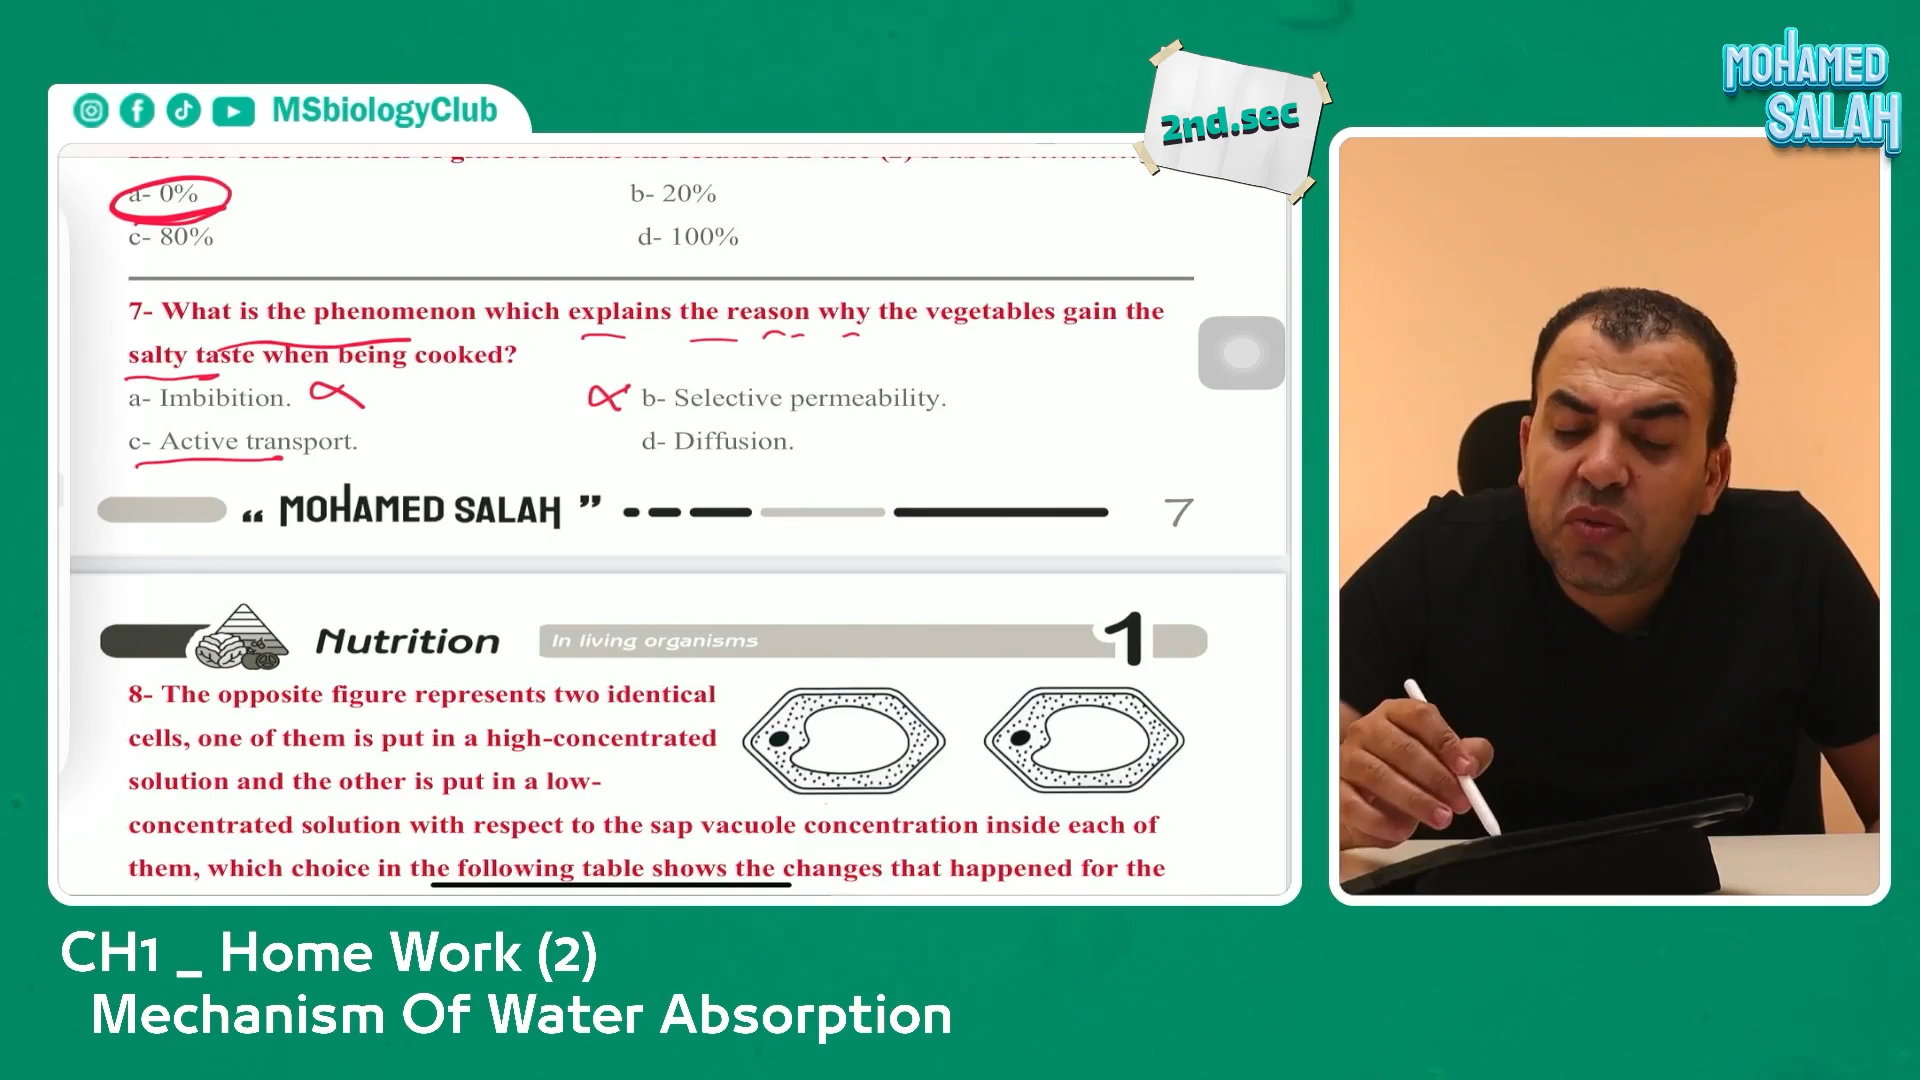 MOHAMED
SALAH
2nd.sec
MSbiologyClub
a- 0%
b- 20%
c- 80%
d- 100%
7- What is the phenomenon which explains the reason why the vegetables gain the
salty taste when being cooked?
a- Imbibition.
b- Selective permeability.
c- Active transport.
d- Diffusion.
“ MOHAMED SALAH ”
7
Nutrition
In living organisms
1
8- The opposite figure represents two identical
cells, one of them is put in a high-concentrated
solution and the other is put in a low-
concentrated solution with respect to the sap vacuole concentration inside each of
them, which choice in the following table shows the changes that happened for the
CH1 _ Home Work (2)
Mechanism Of Water Absorption